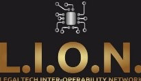 L.I.O.N.
LEGALTECH INTER-OPERABILITY NETWORK